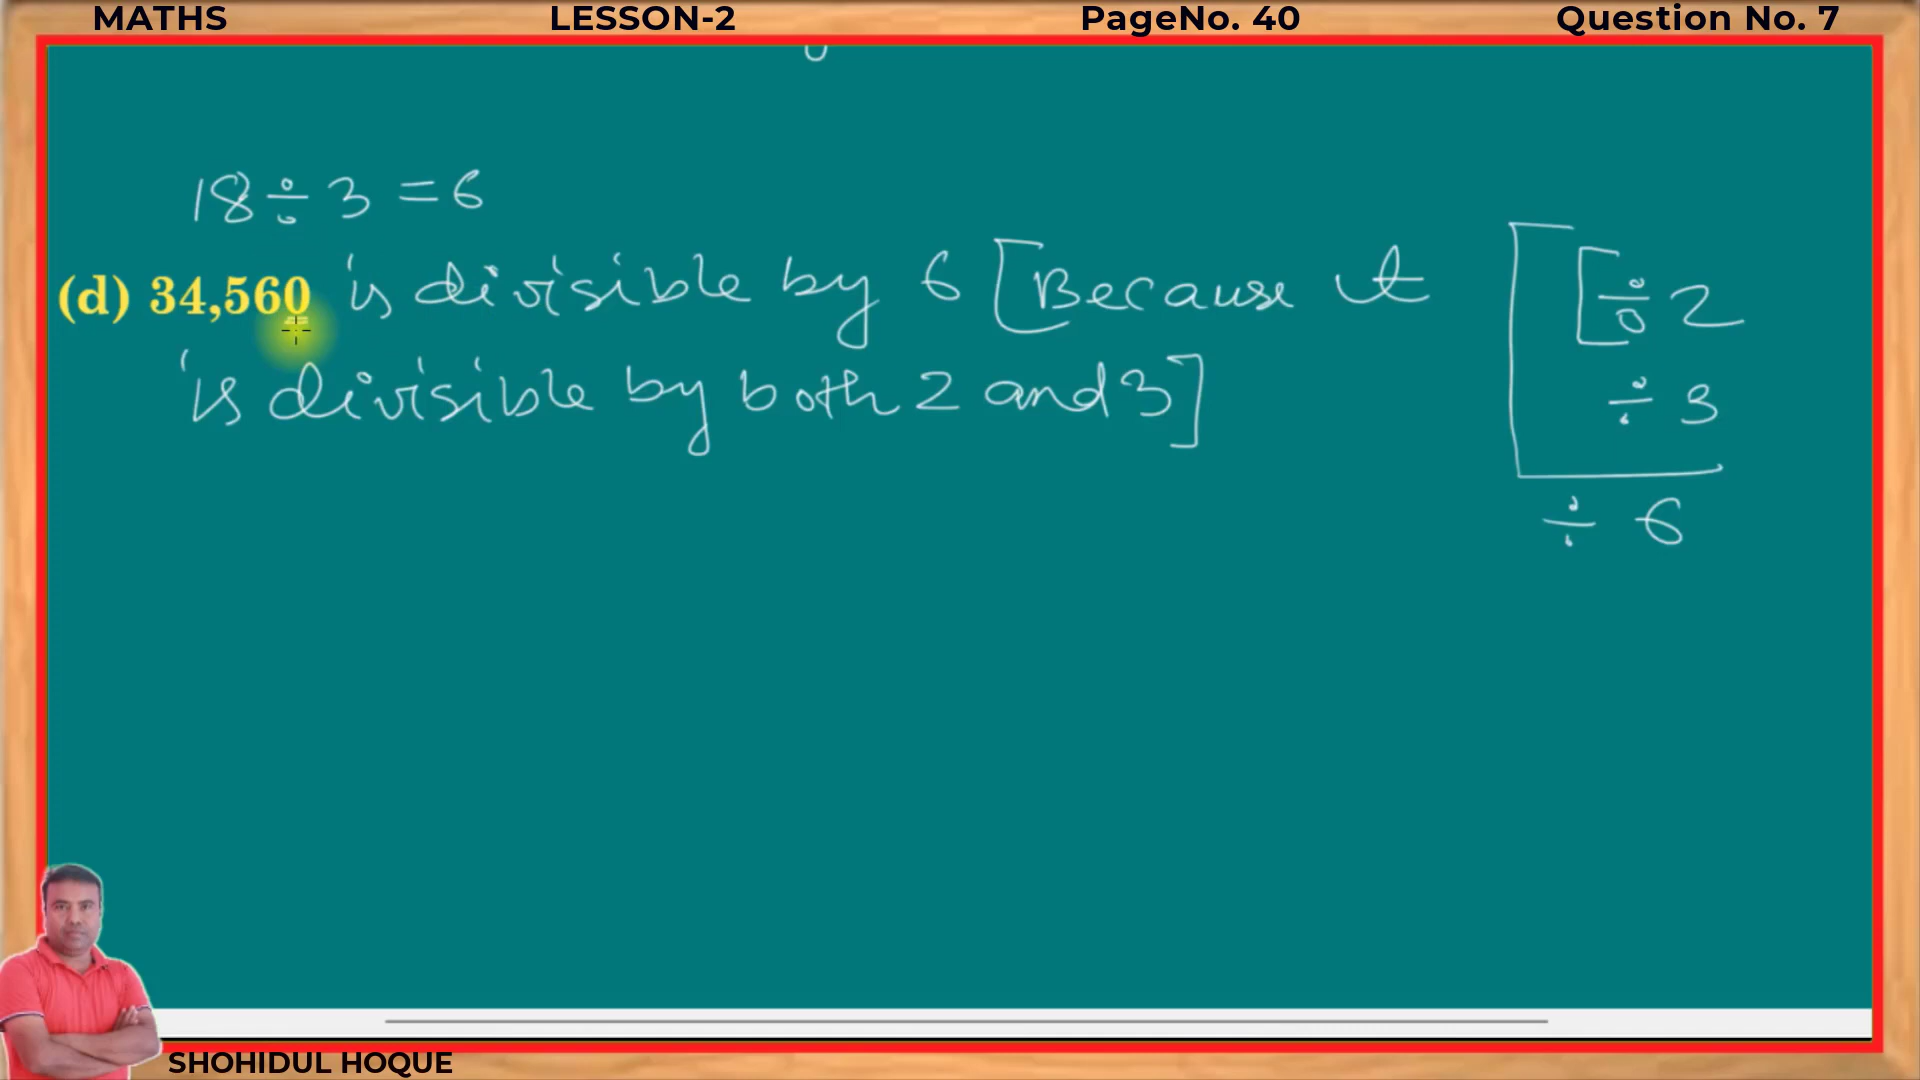 MATHS LESSON-2 PageNo. 40 Question No. 7
18 ÷ 3 = 6
(d) 34,560 is divisible by 6 [Because it
is divisible by both 2 and 3]
[÷ 2
÷ 3
÷ 6
SHOHIDUL HOQUE